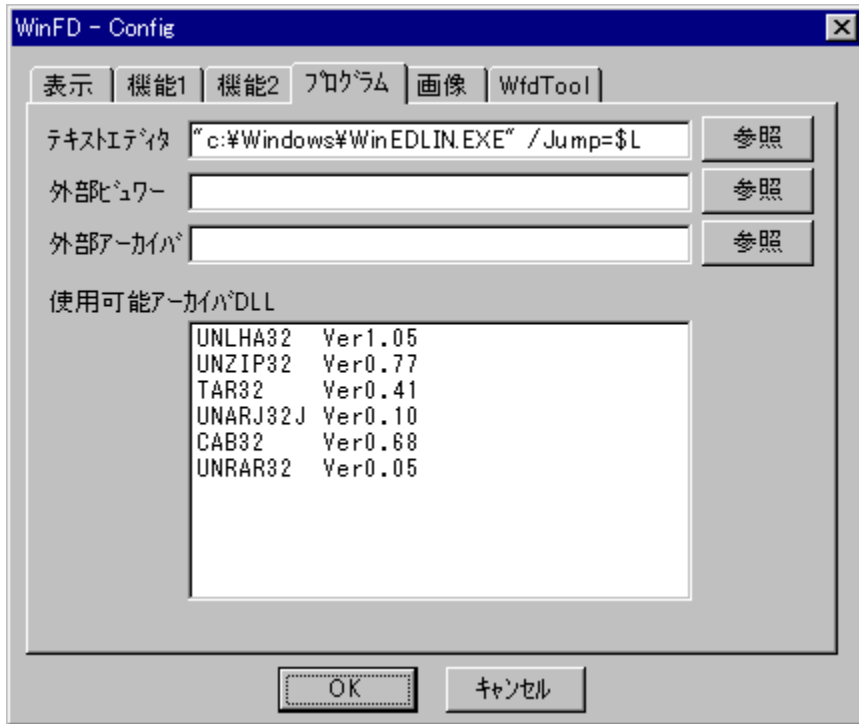 WinFD - Config
表示 機能1 機能2 ﾌﾟﾛｸﾞﾗﾑ 画像 WfdTool
ﾃｷｽﾄｴﾃﾞｨﾀ "c:¥Windows¥WinEDLIN.EXE" /Jump=$L 参照
外部ﾋﾞｭﾜｰ 参照
外部ｱｰｶｲﾊﾞ 参照
使用可能ｱｰｶｲﾊﾞDLL
UNLHA32 Ver1.05
UNZIP32 Ver0.77
TAR32 Ver0.41
UNARJ32J Ver0.10
CAB32 Ver0.68
UNRAR32 Ver0.05
OK ｷｬﾝｾﾙ